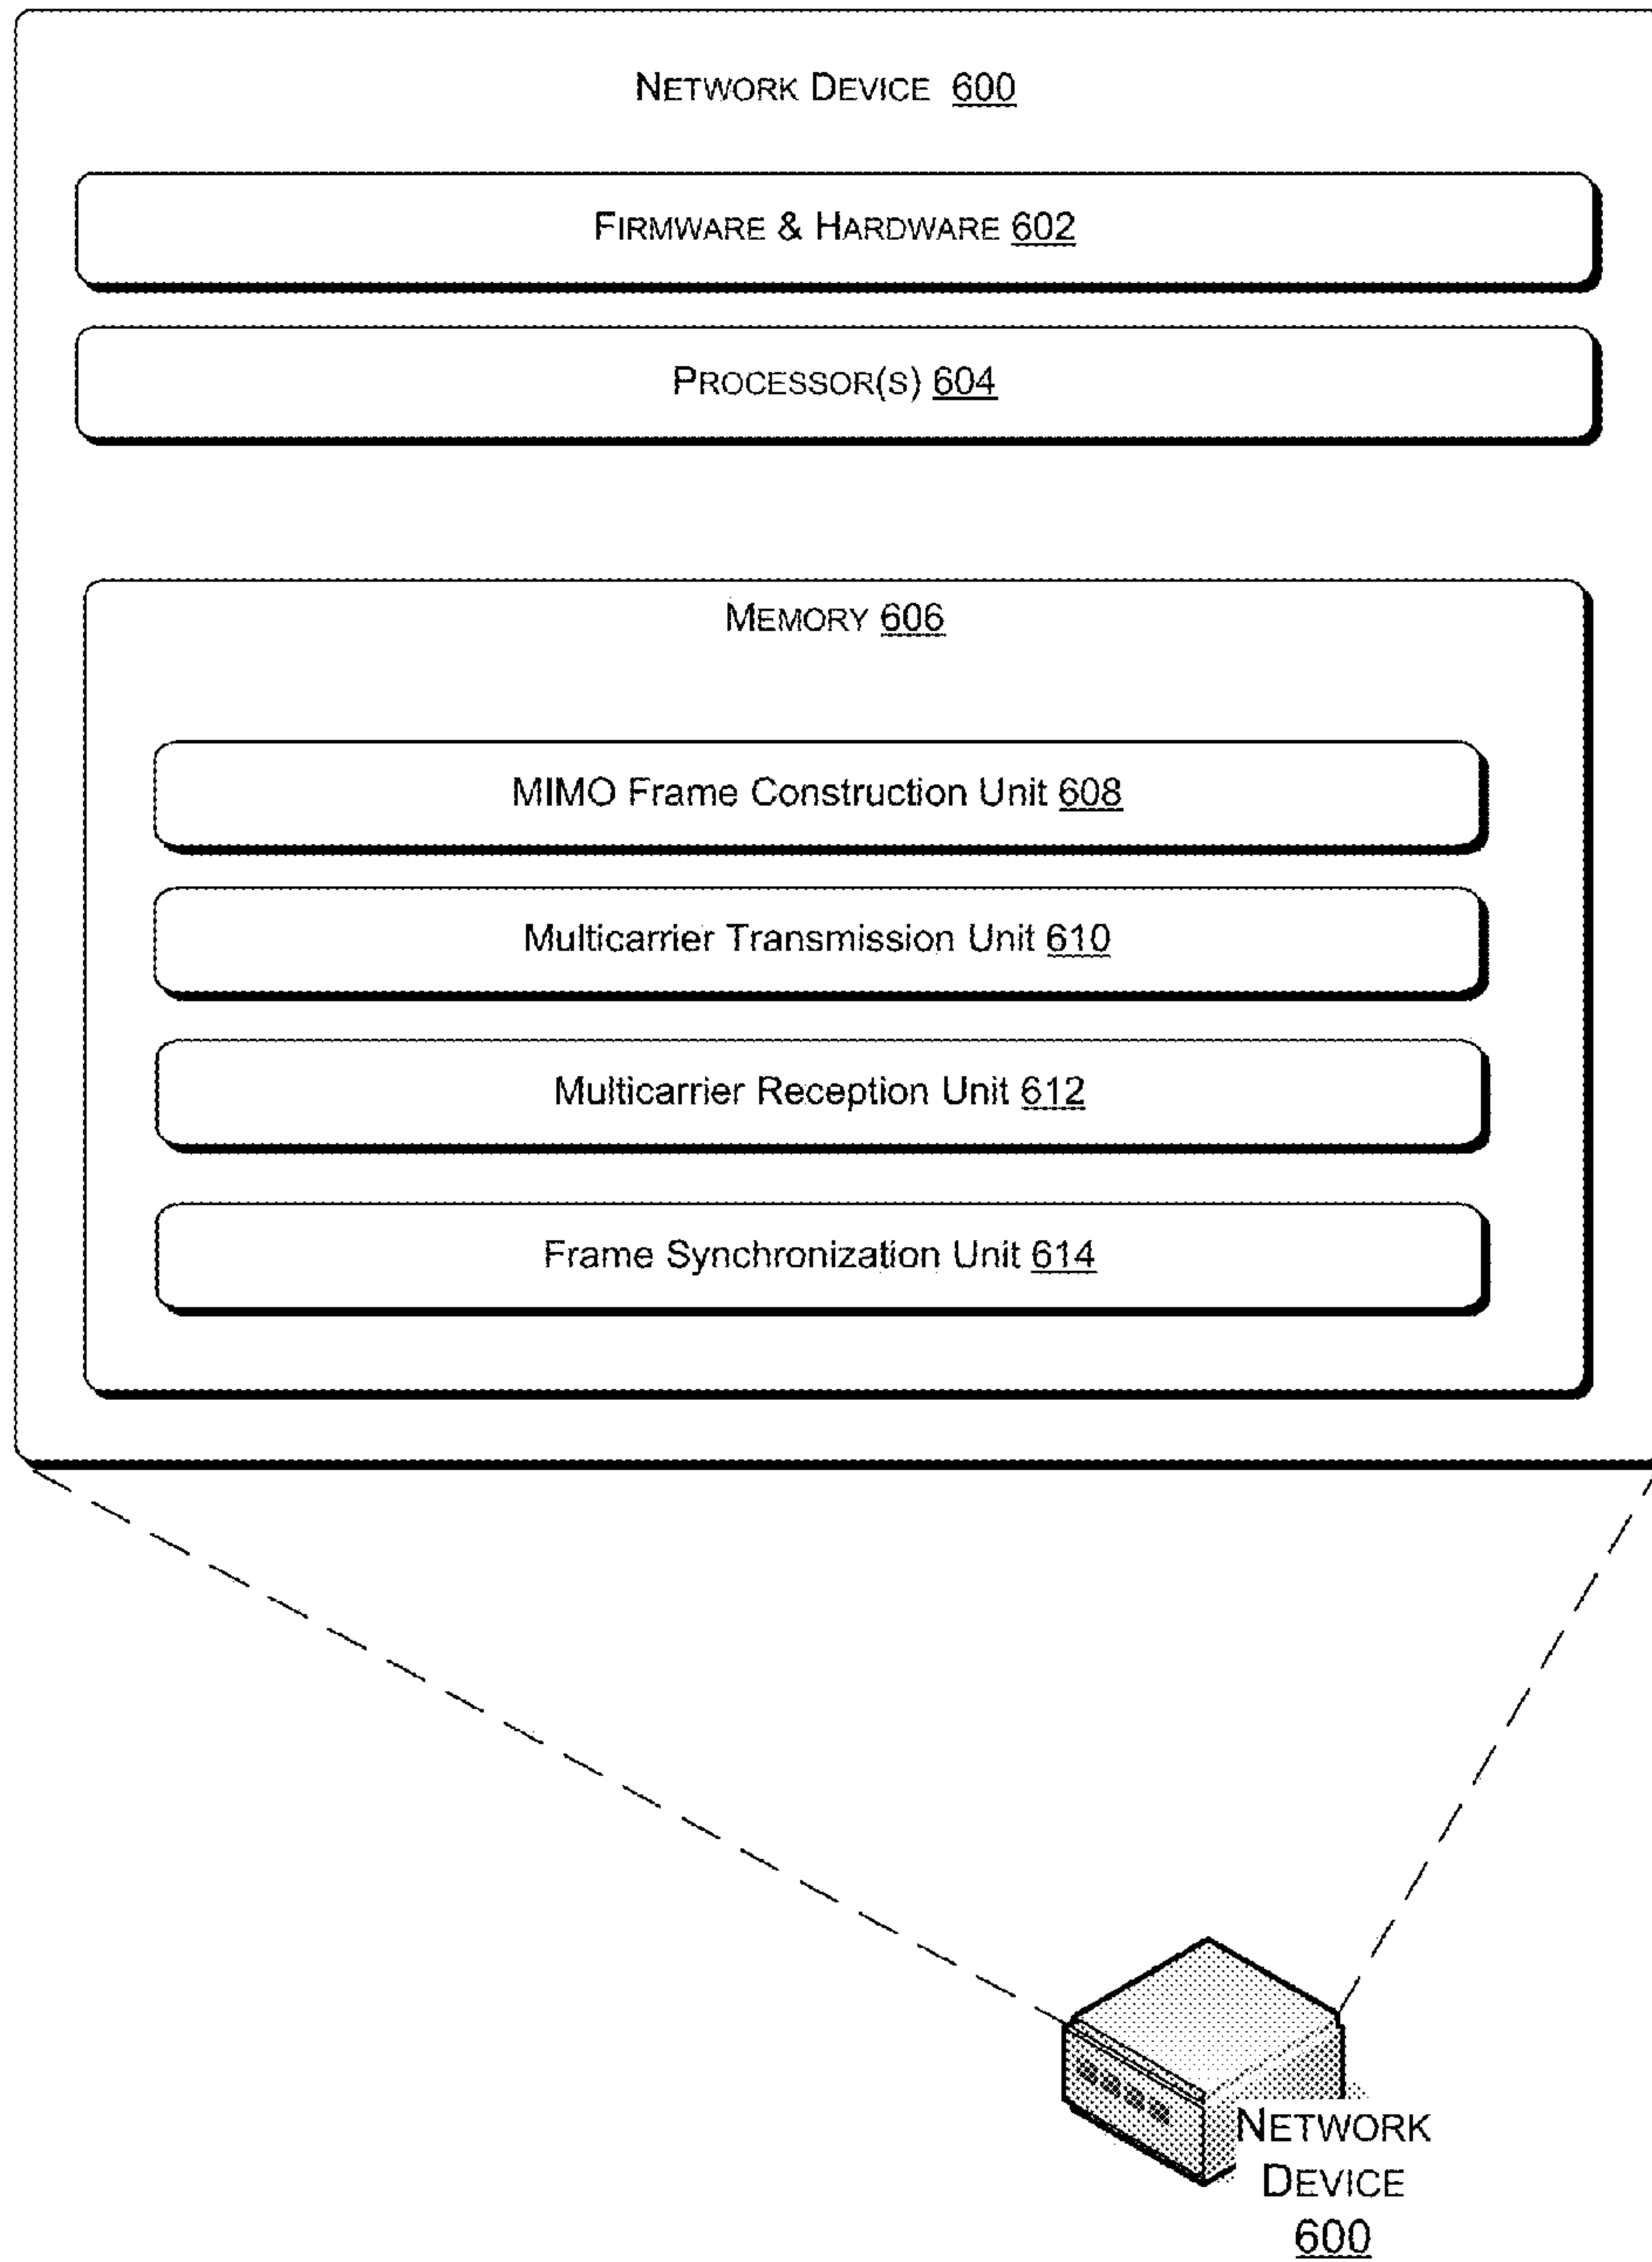 NETWORK DEVICE 600
FIRMWARE & HARDWARE 602
PROCESSOR(S) 604
MEMORY 606
MIMO Frame Construction Unit 608
Multicarrier Transmission Unit 610
Multicarrier Reception Unit 612
Frame Synchronization Unit 614
NETWORK
DEVICE
600